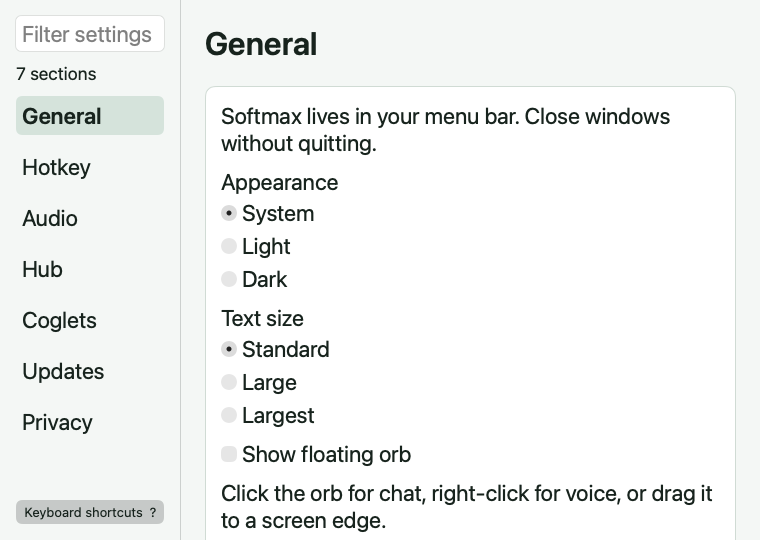 Filter settings
7 sections
General
Hotkey
Audio
Hub
Coglets
Updates
Privacy
Keyboard shortcuts ?
General
Softmax lives in your menu bar. Close windows
without quitting.
Appearance
System
Light
Dark
Text size
Standard
Large
Largest
Show floating orb
Click the orb for chat, right-click for voice, or drag it
to a screen edge.